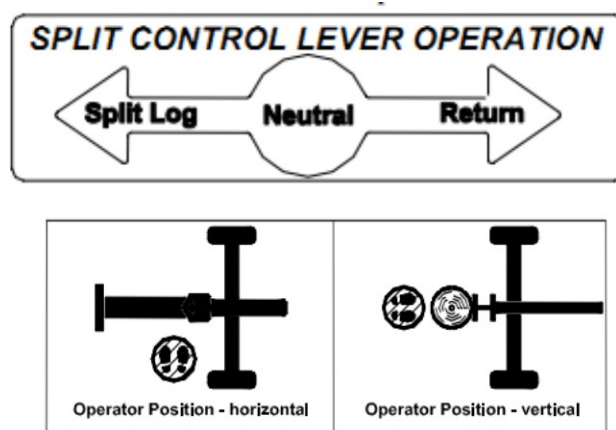 SPLIT CONTROL LEVER OPERATION
Split Log Neutral Return
Operator Position - horizontal
Operator Position - vertical